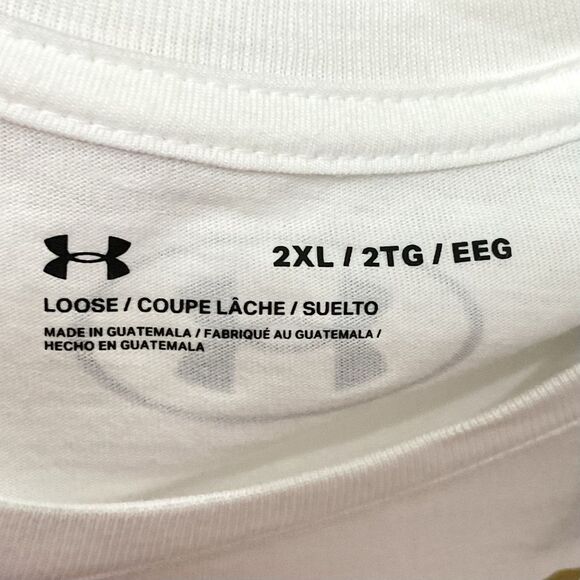 2XL / 2TG / EEG
LOOSE / COUPE LÂCHE / SUELTO
MADE IN GUATEMALA / FABRIQUÉ AU GUATEMALA /
HECHO EN GUATEMALA